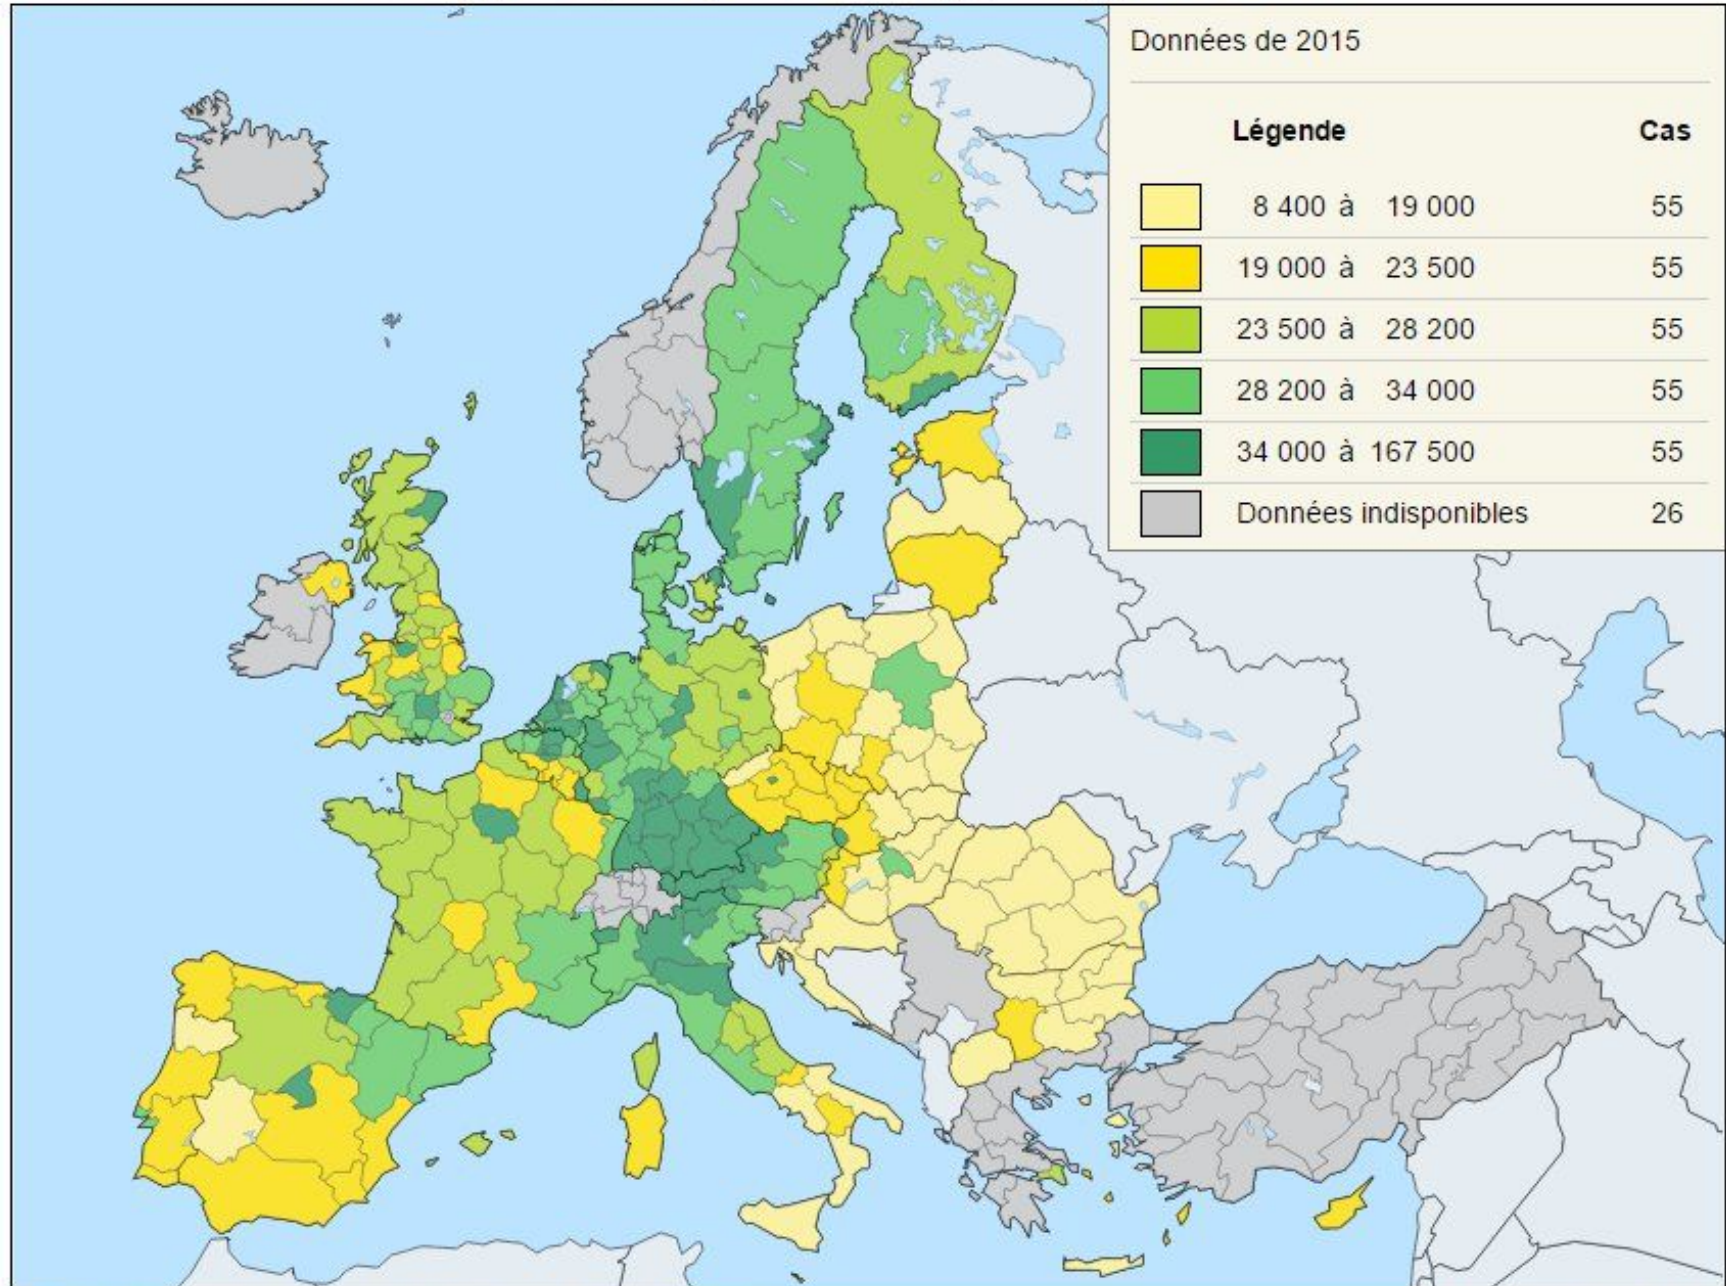 Données de 2015
Légende Cas
8 400 à 19 000 55
19 000 à 23 500 55
23 500 à 28 200 55
28 200 à 34 000 55
34 000 à 167 500 55
Données indisponibles 26